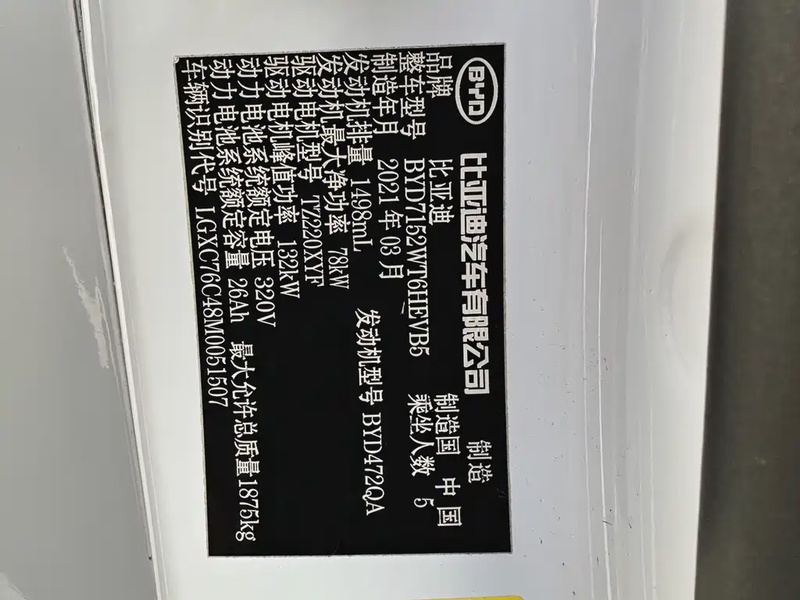 BYD 比亚迪汽车有限公司 制造
品牌 比亚迪 制造国 中国
整车型号 BYD7152WT6HEVB5 乘坐人数 5
制造年月 2021年03月
发动机排量 1498mL 发动机型号 BYD472QA
发动机最大净功率 78kW
驱动电机型号 TZ220XYF
驱动电机峰值功率 132kW
动力电池系统额定电压 320V
动力电池系统额定容量 26Ah 最大允许总质量1875kg
车辆识别代号 LGXC76C48M0051507